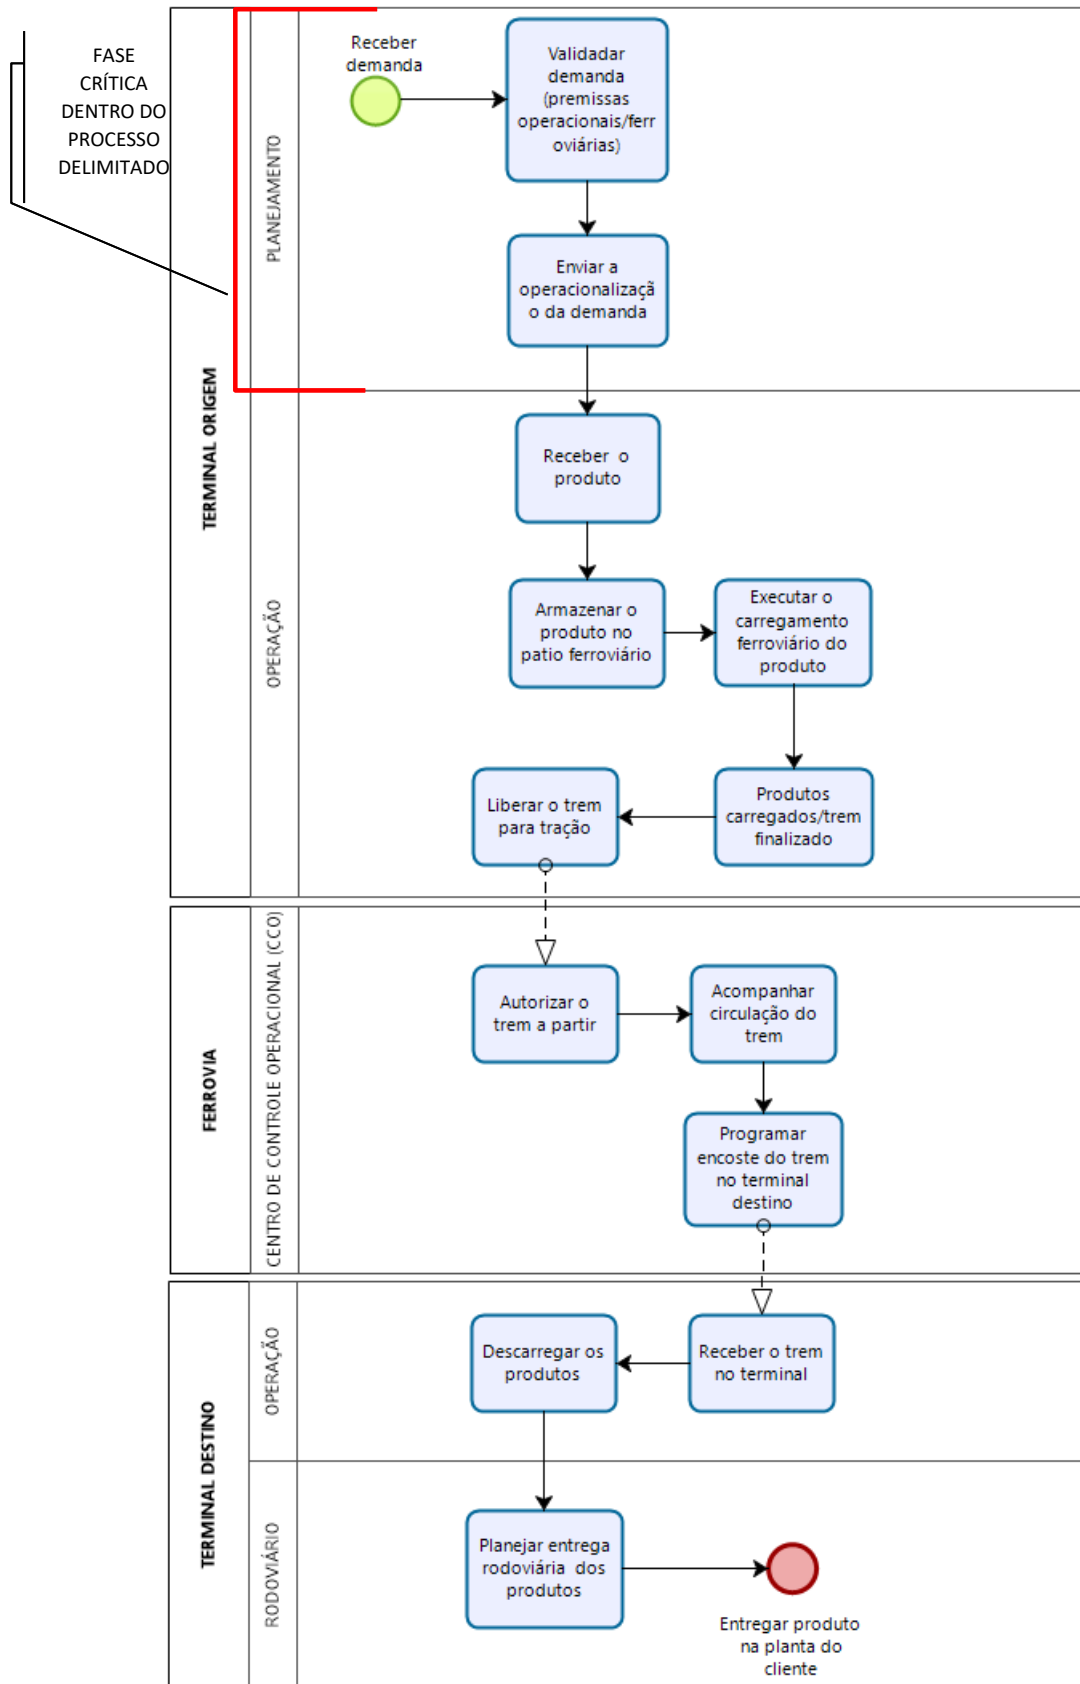 FASE
CRÍTICA
DENTRO DO
PROCESSO
DELIMITADO
TERMINAL ORIGEM
PLANEJAMENTO
Receber
demanda
Validadar
demanda
(premissas
operacionais/ferr
oviárias)
Enviar a
operacionalizaçã
o da demanda
OPERAÇÃO
Receber o
produto
Armazenar o
produto no
patio ferroviário
Executar o
carregamento
ferroviário do
produto
Liberar o trem
para tração
Produtos
carregados/trem
finalizado
FERROVIA
CENTRO DE CONTROLE OPERACIONAL (CCO)
Autorizar o
trem a partir
Acompanhar
circulação do
trem
Programar
encoste do trem
no terminal
destino
TERMINAL DESTINO
OPERAÇÃO
Descarregar os
produtos
Receber o trem
no terminal
RODOVIÁRIO
Planejar entrega
rodoviária dos
produtos
Entregar produto
na planta do
cliente